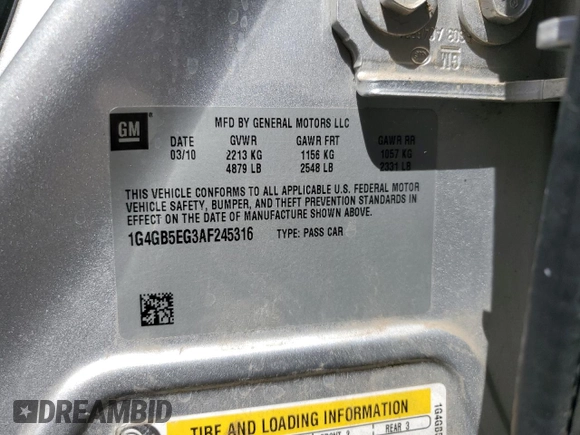 GM
MFD BY GENERAL MOTORS LLC
DATE GVWR GAWR FRT GAWR RR
03/10 2213 KG 1156 KG 1057 KG
4879 LB 2548 LB 2331 LB
THIS VEHICLE CONFORMS TO ALL APPLICABLE U.S. FEDERAL MOTOR
VEHICLE SAFETY, BUMPER, AND THEFT PREVENTION STANDARDS IN
EFFECT ON THE DATE OF MANUFACTURE SHOWN ABOVE.
1G4GB5EG3AF245316 TYPE: PASS CAR
TIRE AND LOADING INFORMATION
REAR 3
1G4GB5
DREAMBID